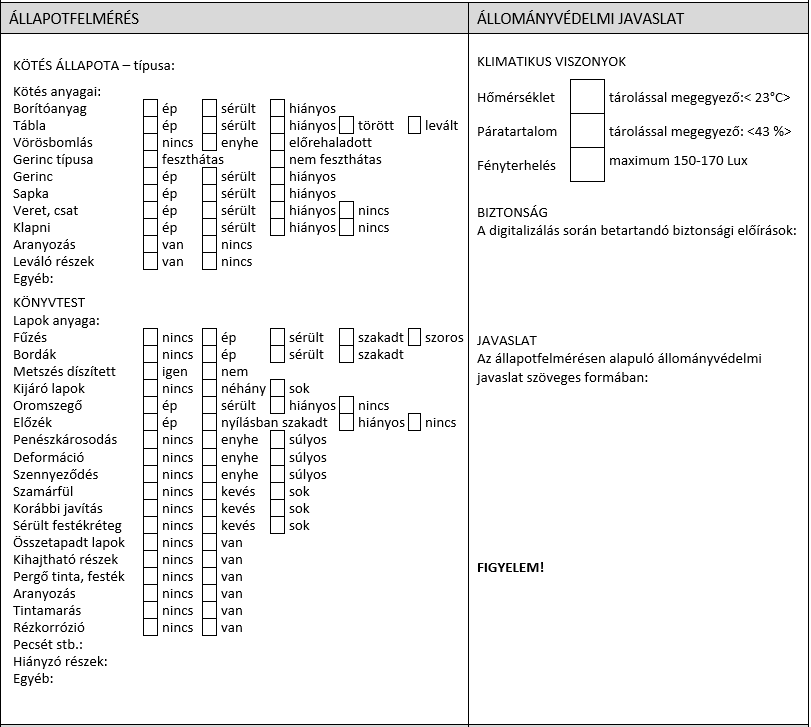 ÁLLAPOTFELMÉRÉS
KÖTÉS ÁLLAPOTA – típusa:
Kötés anyagai:
Borítóanyag ép sérült hiányos
Tábla ép sérült hiányos törött levált
Vörösbomlás nincs enyhe előrehaladott
Gerinc típusa feszthátas nem feszthátas
Gerinc ép sérült hiányos
Sapka ép sérült hiányos
Veret, csat ép sérült hiányos nincs
Klapni ép sérült hiányos nincs
Aranyozás van nincs
Leváló részek van nincs
Egyéb:
KÖNYVTEST
Lapok anyaga:
Fűzés nincs ép sérült szakadt szoros
Bordák nincs ép sérült szakadt
Metszés díszített igen nem
Kijáró lapok nincs néhány sok
Oromszegő ép sérült hiányos nincs
Előzék ép nyílásban szakadt hiányos nincs
Penészkárosodás nincs enyhe súlyos
Deformáció nincs enyhe súlyos
Szennyeződés nincs enyhe súlyos
Szamárfül nincs kevés sok
Korábbi javítás nincs kevés sok
Sérült festékréteg nincs kevés sok
Összetapadt lapok nincs van
Kihajtható részek nincs van
Pergő tinta, festék nincs van
Aranyozás nincs van
Tintamarás nincs van
Rézkorrózió nincs van
Pecsét stb.:
Hiányzó részek:
Egyéb:
ÁLLOMÁNYVÉDELMI JAVASLAT
KLIMATIKUS VISZONYOK
Hőmérséklet tárolással megegyező:< 23°C>
Páratartalom tárolással megegyező: <43 %>
Fényterhelés maximum 150-170 Lux
BIZTONSÁG
A digitalizálás során betartandó biztonsági előírások:
JAVASLAT
Az állapotfelmérésen alapuló állományvédelmi
javaslat szöveges formában:
FIGYELEM!